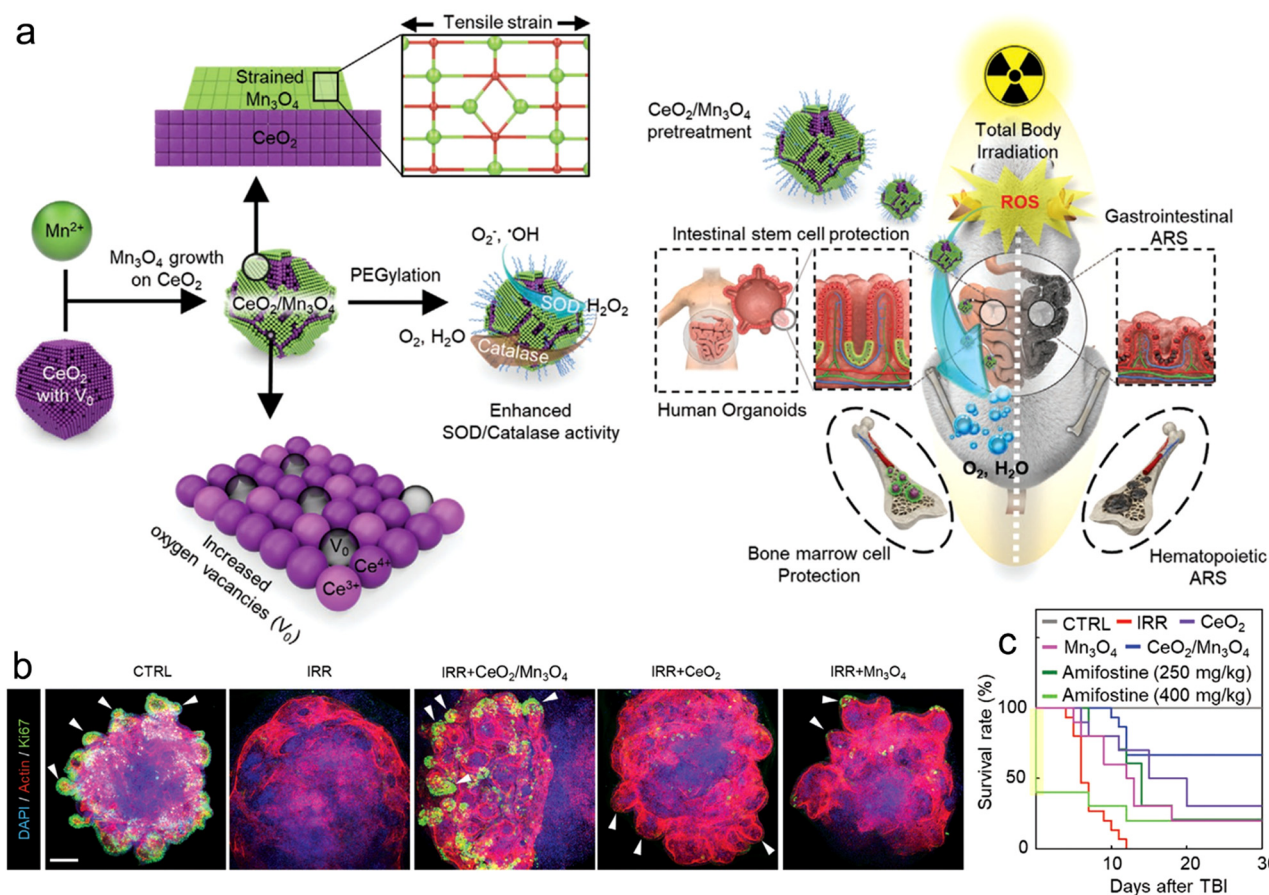 a
Tensile strain
Strained
Mn₃O₄
CeO₂
Mn²⁺
Mn₃O₄ growth
on CeO₂
CeO₂
with V₀
CeO₂/Mn₃O₄
PEGylation
O₂⁻, ·OH
SOD
H₂O₂
O₂, H₂O
Catalase
Enhanced
SOD/Catalase activity
V₀
Ce⁴⁺
Ce³⁺
Increased
oxygen vacancies (V₀)
CeO₂/Mn₃O₄
pretreatment
Total Body
Irradiation
ROS
Intestinal stem cell protection
Gastrointestinal
ARS
Human Organoids
O₂, H₂O
Bone marrow cell
Protection
Hematopoietic
ARS
b
CTRL
IRR
IRR+CeO₂/Mn₃O₄
IRR+CeO₂
IRR+Mn₃O₄
DAPI / Actin / Ki67
c
CTRL IRR CeO₂
Mn₃O₄ CeO₂/Mn₃O₄
Amifostine (250 mg/kg)
Amifostine (400 mg/kg)
Survival rate (%)
100
50
0
10 20 30
Days after TBI